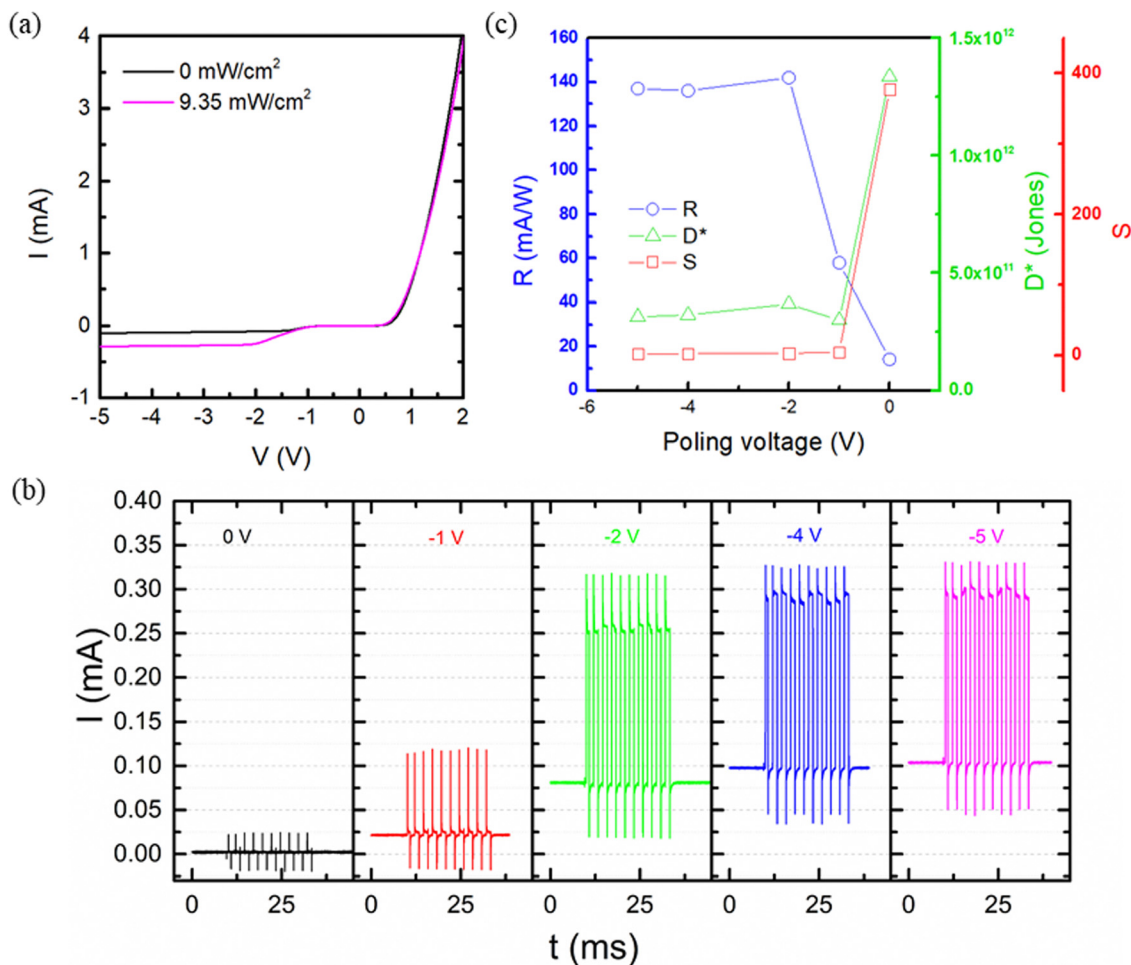 (a)
4
3
2
1
0
-1
I (mA)
0 mW/cm²
9.35 mW/cm²
-5 -4 -3 -2 -1 0 1 2
V (V)
(c)
160
140
120
100
80
60
40
20
0
R (mA/W)
R
D*
S
-6 -4 -2 0
Poling voltage (V)
1.5x10¹²
1.0x10¹²
5.0x10¹¹
0.0
D* (Jones)
400
200
0
S
(b)
0.40
0.35
0.30
0.25
0.20
0.15
0.10
0.05
0.00
I (mA)
0 V -1 V -2 V -4 V -5 V
0 25 0 25 0 25 0 25 0 25
t (ms)